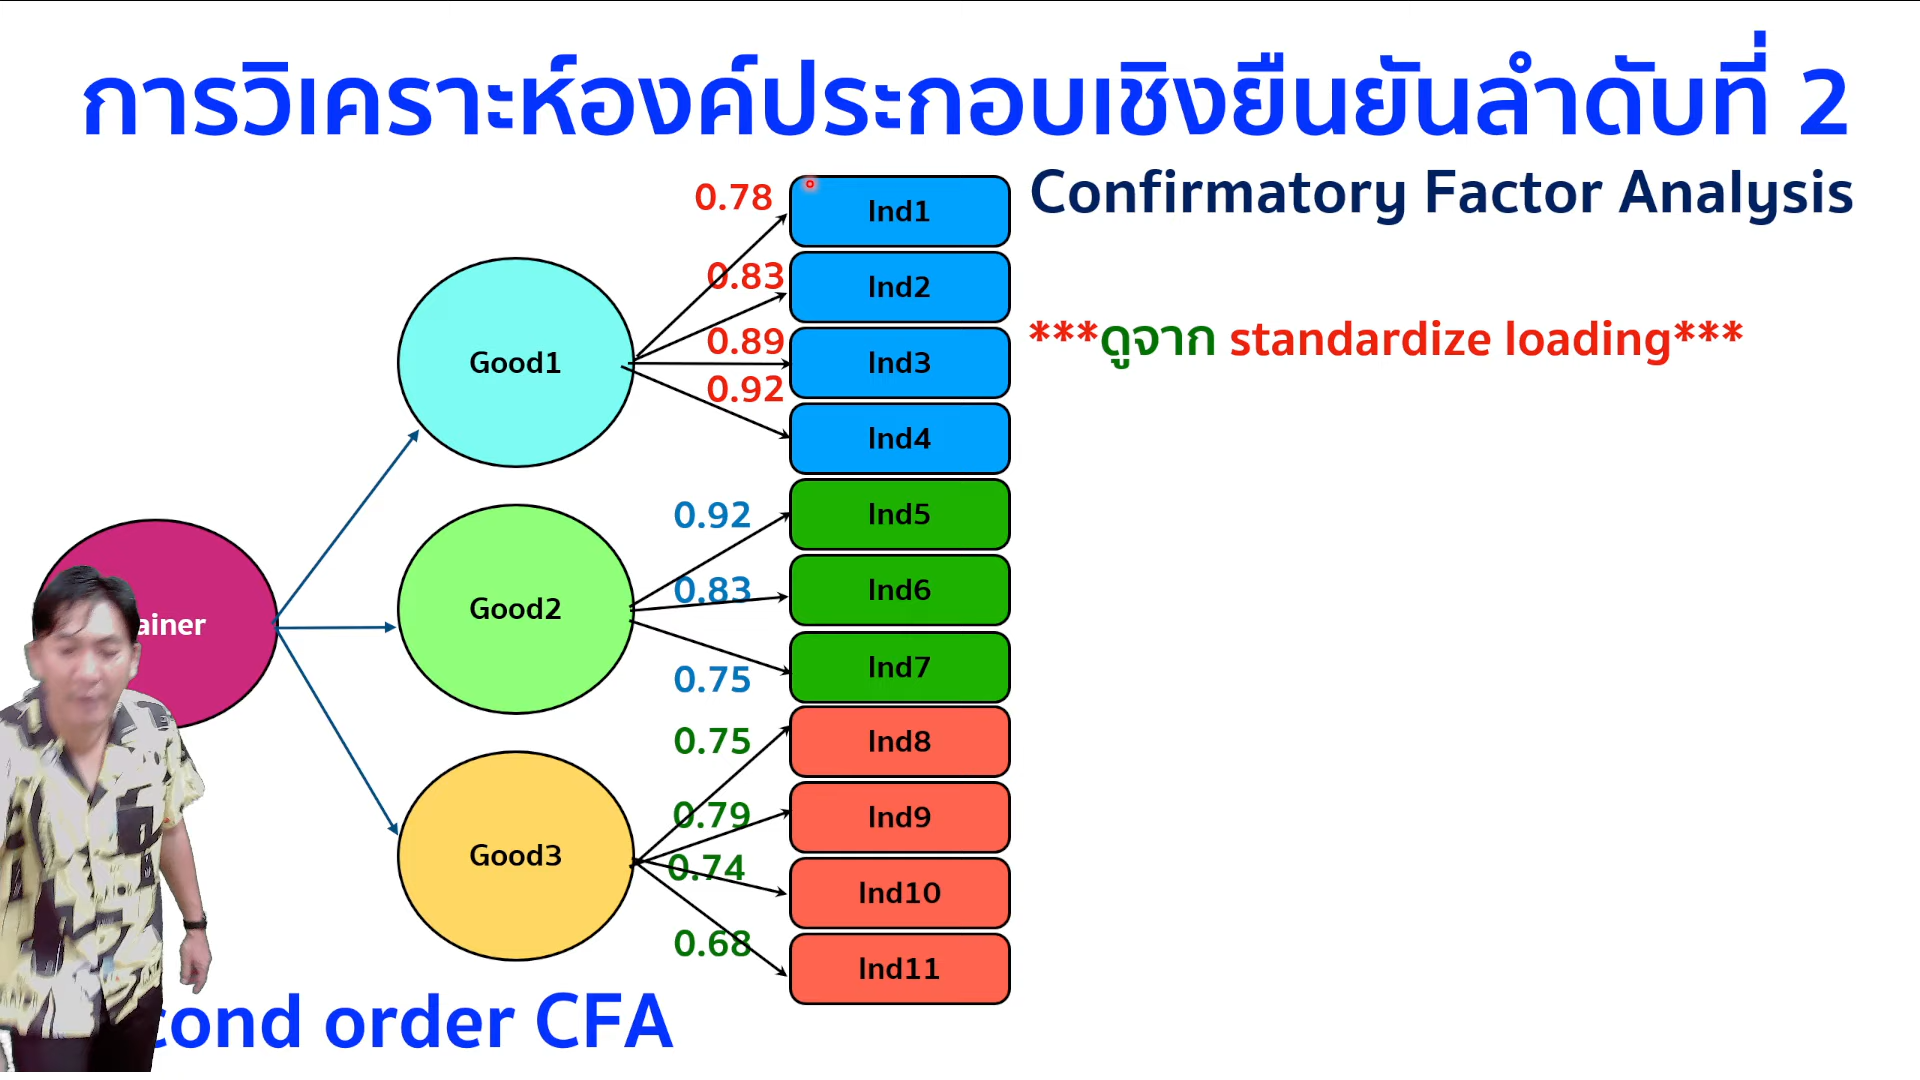 การวิเคราะห์องค์ประกอบเชิงยืนยันลำดับที่ 2
Confirmatory Factor Analysis
***ดูจาก standardize loading***
0.78
Ind1
0.83
Ind2
0.89
Ind3
0.92
Ind4
Good1
0.92
Ind5
0.83
Ind6
0.75
Ind7
Good2
ainer
0.75
Ind8
0.79
Ind9
0.74
Ind10
0.68
Ind11
Good3
cond order CFA